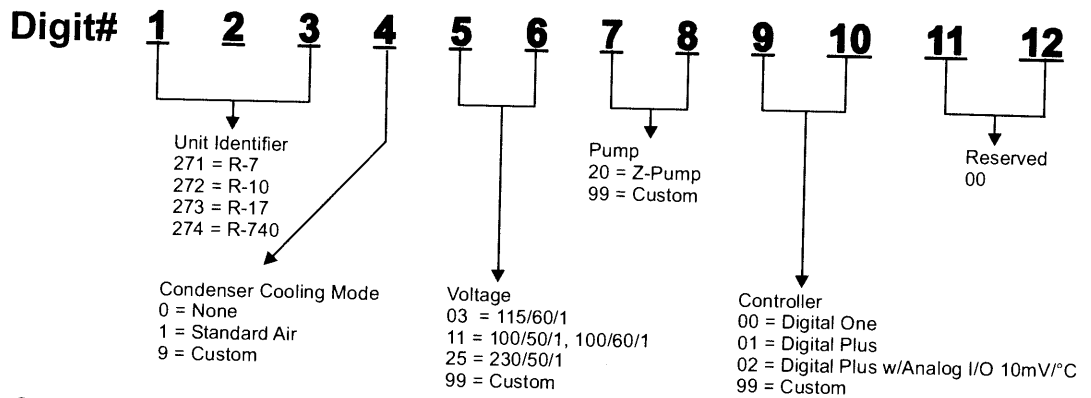 Digit# 1 2 3 4 5 6 7 8 9 10 11 12
Unit Identifier
271 = R-7
272 = R-10
273 = R-17
274 = R-740
Pump
20 = Z-Pump
99 = Custom
Reserved
00
Condenser Cooling Mode
0 = None
1 = Standard Air
9 = Custom
Voltage
03 = 115/60/1
11 = 100/50/1, 100/60/1
25 = 230/50/1
99 = Custom
Controller
00 = Digital One
01 = Digital Plus
02 = Digital Plus w/Analog I/O 10mV/°C
99 = Custom